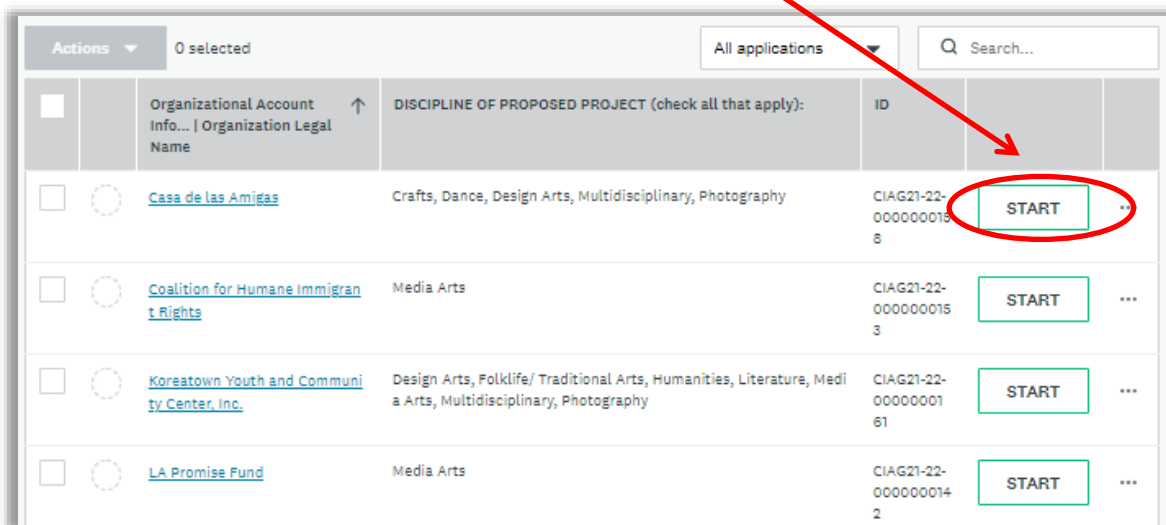 Actions 0 selected All applications Search...
Organizational Account DISCIPLINE OF PROPOSED PROJECT (check all that apply): ID
Info... | Organization Legal
Name
Casa de las Amigas Crafts, Dance, Design Arts, Multidisciplinary, Photography CIAG21-22- START ...
000000015
8
Coalition for Humane Immigran Media Arts CIAG21-22- START ...
t Rights 000000015
3
Koreatown Youth and Communi Design Arts, Folklife/ Traditional Arts, Humanities, Literature, Medi CIAG21-22- START ...
ty Center, Inc. a Arts, Multidisciplinary, Photography 00000001
61
LA Promise Fund Media Arts CIAG21-22- START ...
000000014
2